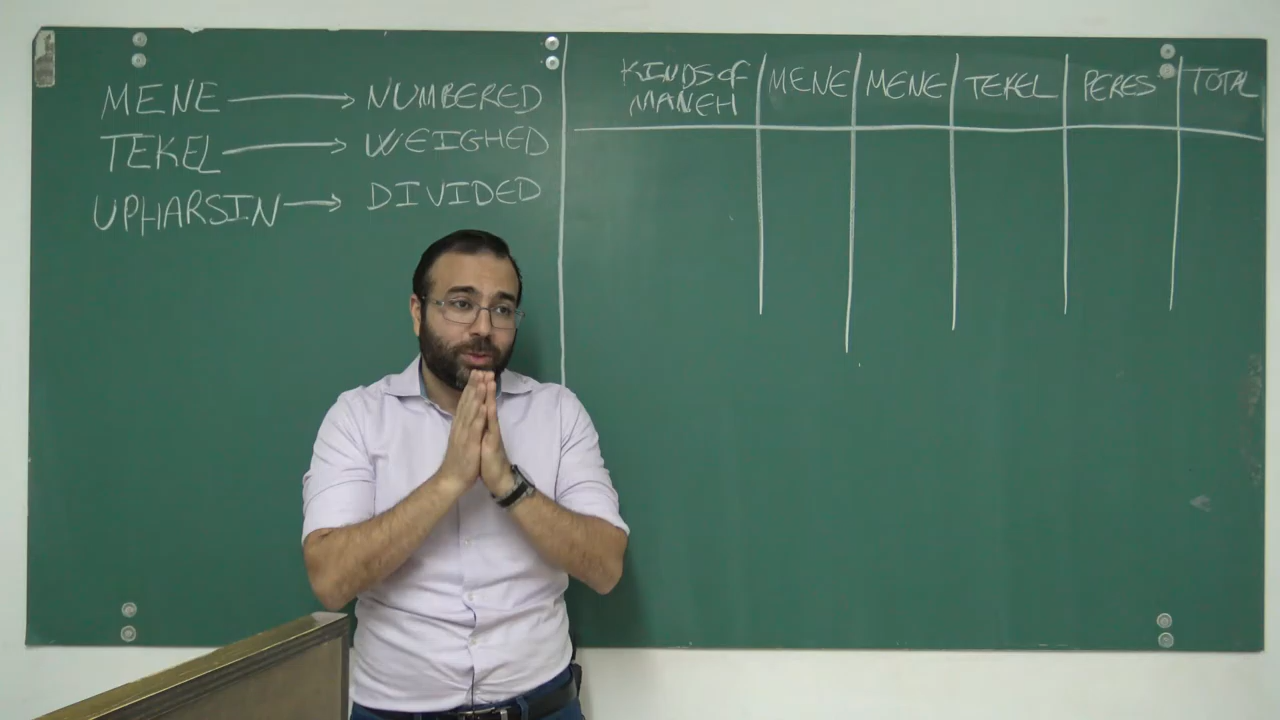 MENE → NUMBERED
TEKEL → WEIGHED
UPHARSIN → DIVIDED
KINDS OF MANEH | MENE | MENE | TEKEL | PERES | TOTAL